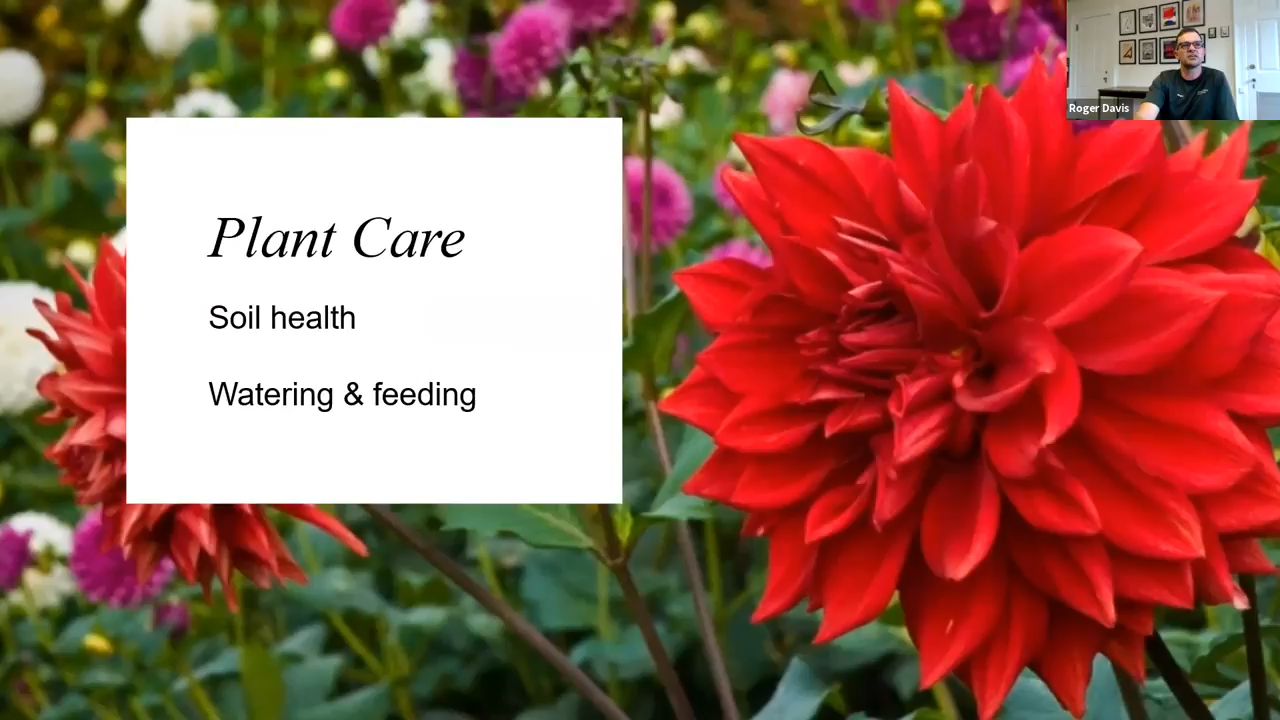 Plant Care
Soil health
Watering & feeding
Roger Davis